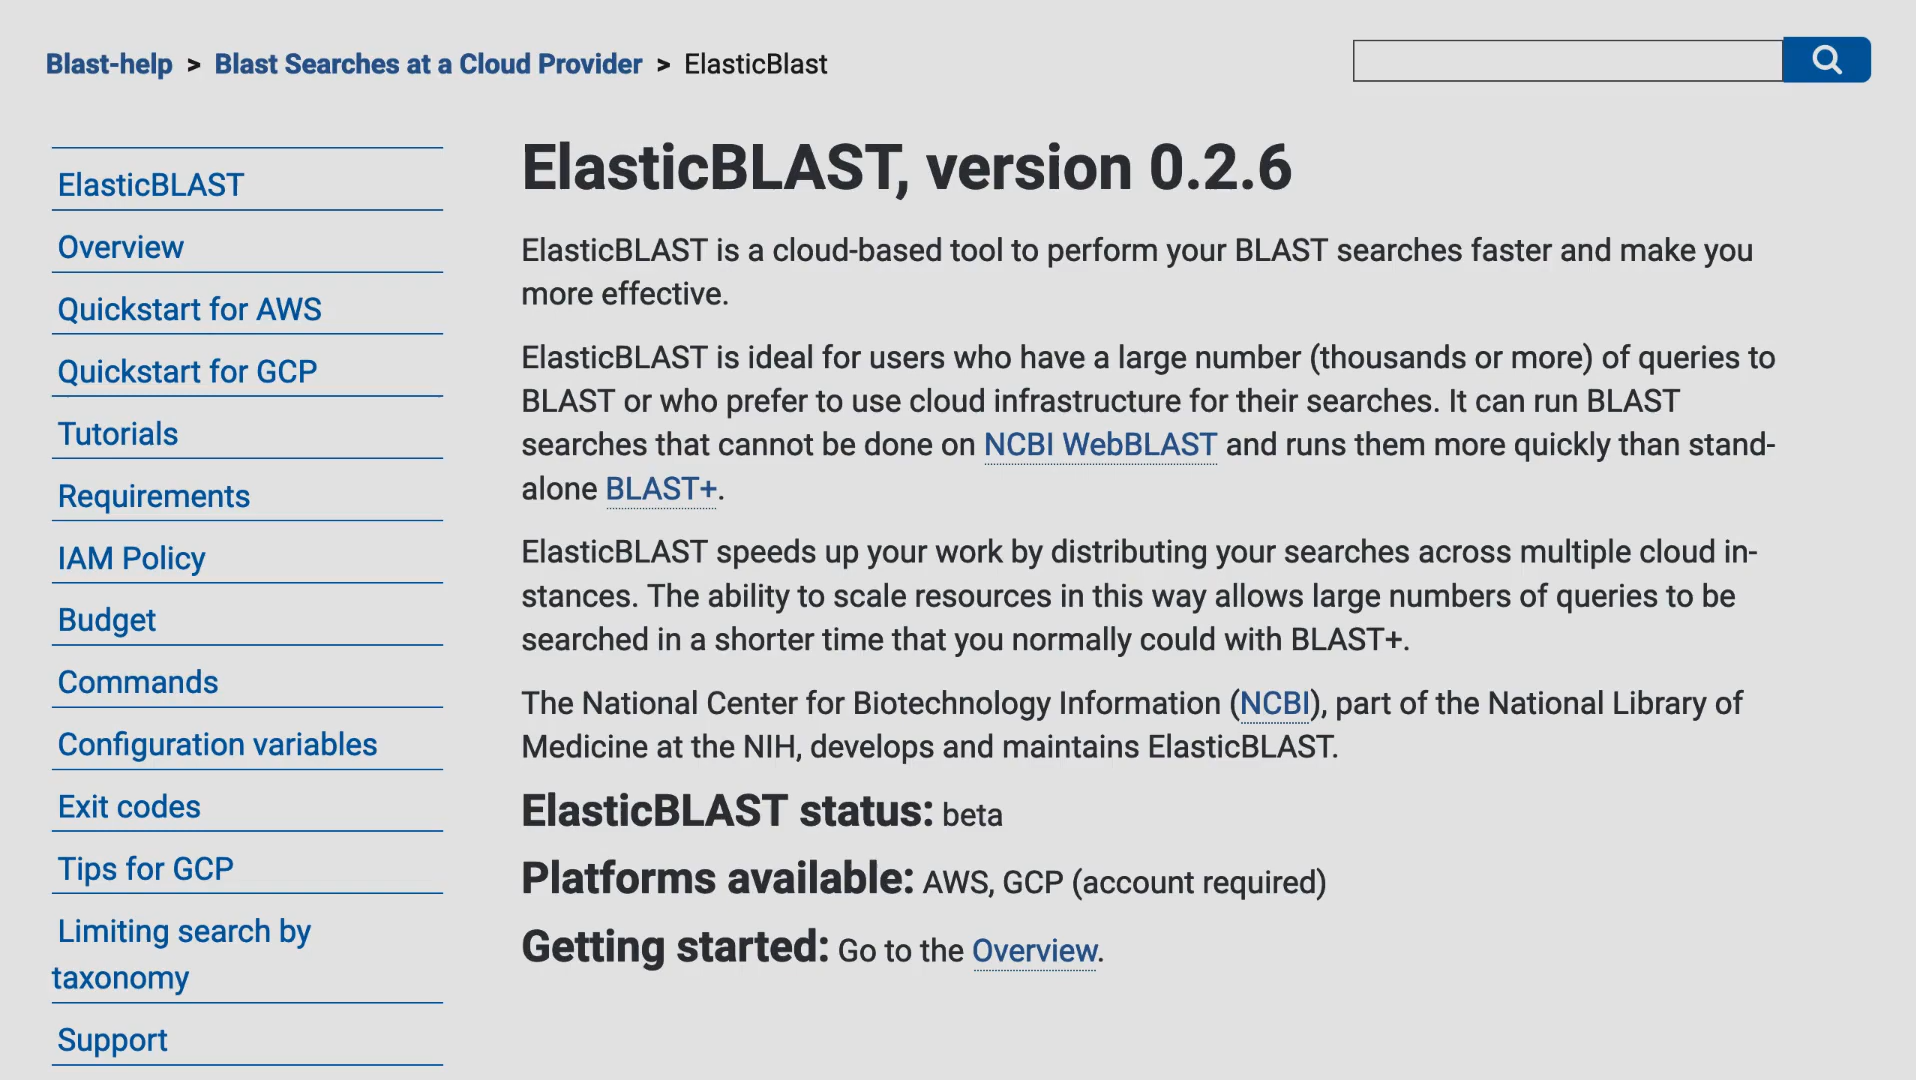 Blast-help > Blast Searches at a Cloud Provider > ElasticBlast
ElasticBLAST
Overview
Quickstart for AWS
Quickstart for GCP
Tutorials
Requirements
IAM Policy
Budget
Commands
Configuration variables
Exit codes
Tips for GCP
Limiting search by
taxonomy
Support
ElasticBLAST, version 0.2.6
ElasticBLAST is a cloud-based tool to perform your BLAST searches faster and make you
more effective.
ElasticBLAST is ideal for users who have a large number (thousands or more) of queries to
BLAST or who prefer to use cloud infrastructure for their searches. It can run BLAST
searches that cannot be done on NCBI WebBLAST and runs them more quickly than stand-
alone BLAST+.
ElasticBLAST speeds up your work by distributing your searches across multiple cloud in-
stances. The ability to scale resources in this way allows large numbers of queries to be
searched in a shorter time that you normally could with BLAST+.
The National Center for Biotechnology Information (NCBI), part of the National Library of
Medicine at the NIH, develops and maintains ElasticBLAST.
ElasticBLAST status: beta
Platforms available: AWS, GCP (account required)
Getting started: Go to the Overview.